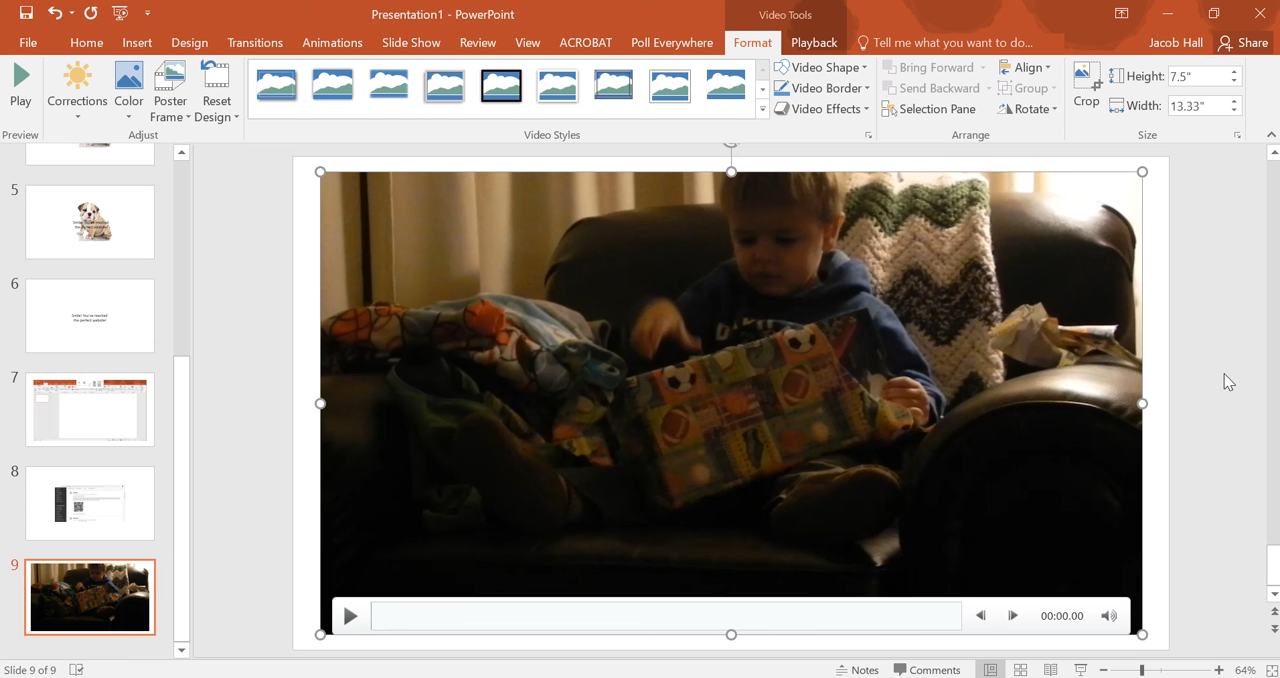 Presentation1 - PowerPoint
Video Tools
File
Home
Insert
Design
Transitions
Animations
Slide Show
Review
View
ACROBAT
Poll Everywhere
Format
Playback
Tell me what you want to do...
Jacob Hall
Share
Play
Corrections
Color
Poster
Frame
Reset
Design
Video Shape
Video Border
Video Effects
Bring Forward
Send Backward
Selection Pane
Align
Group
Rotate
Crop
Height: 7.5"
Width: 13.33"
Preview
Adjust
Video Styles
Arrange
Size
5
6
Smile! You've reached
the perfect website!
7
8
9
00:00.00
Slide 9 of 9
Notes
Comments
64%